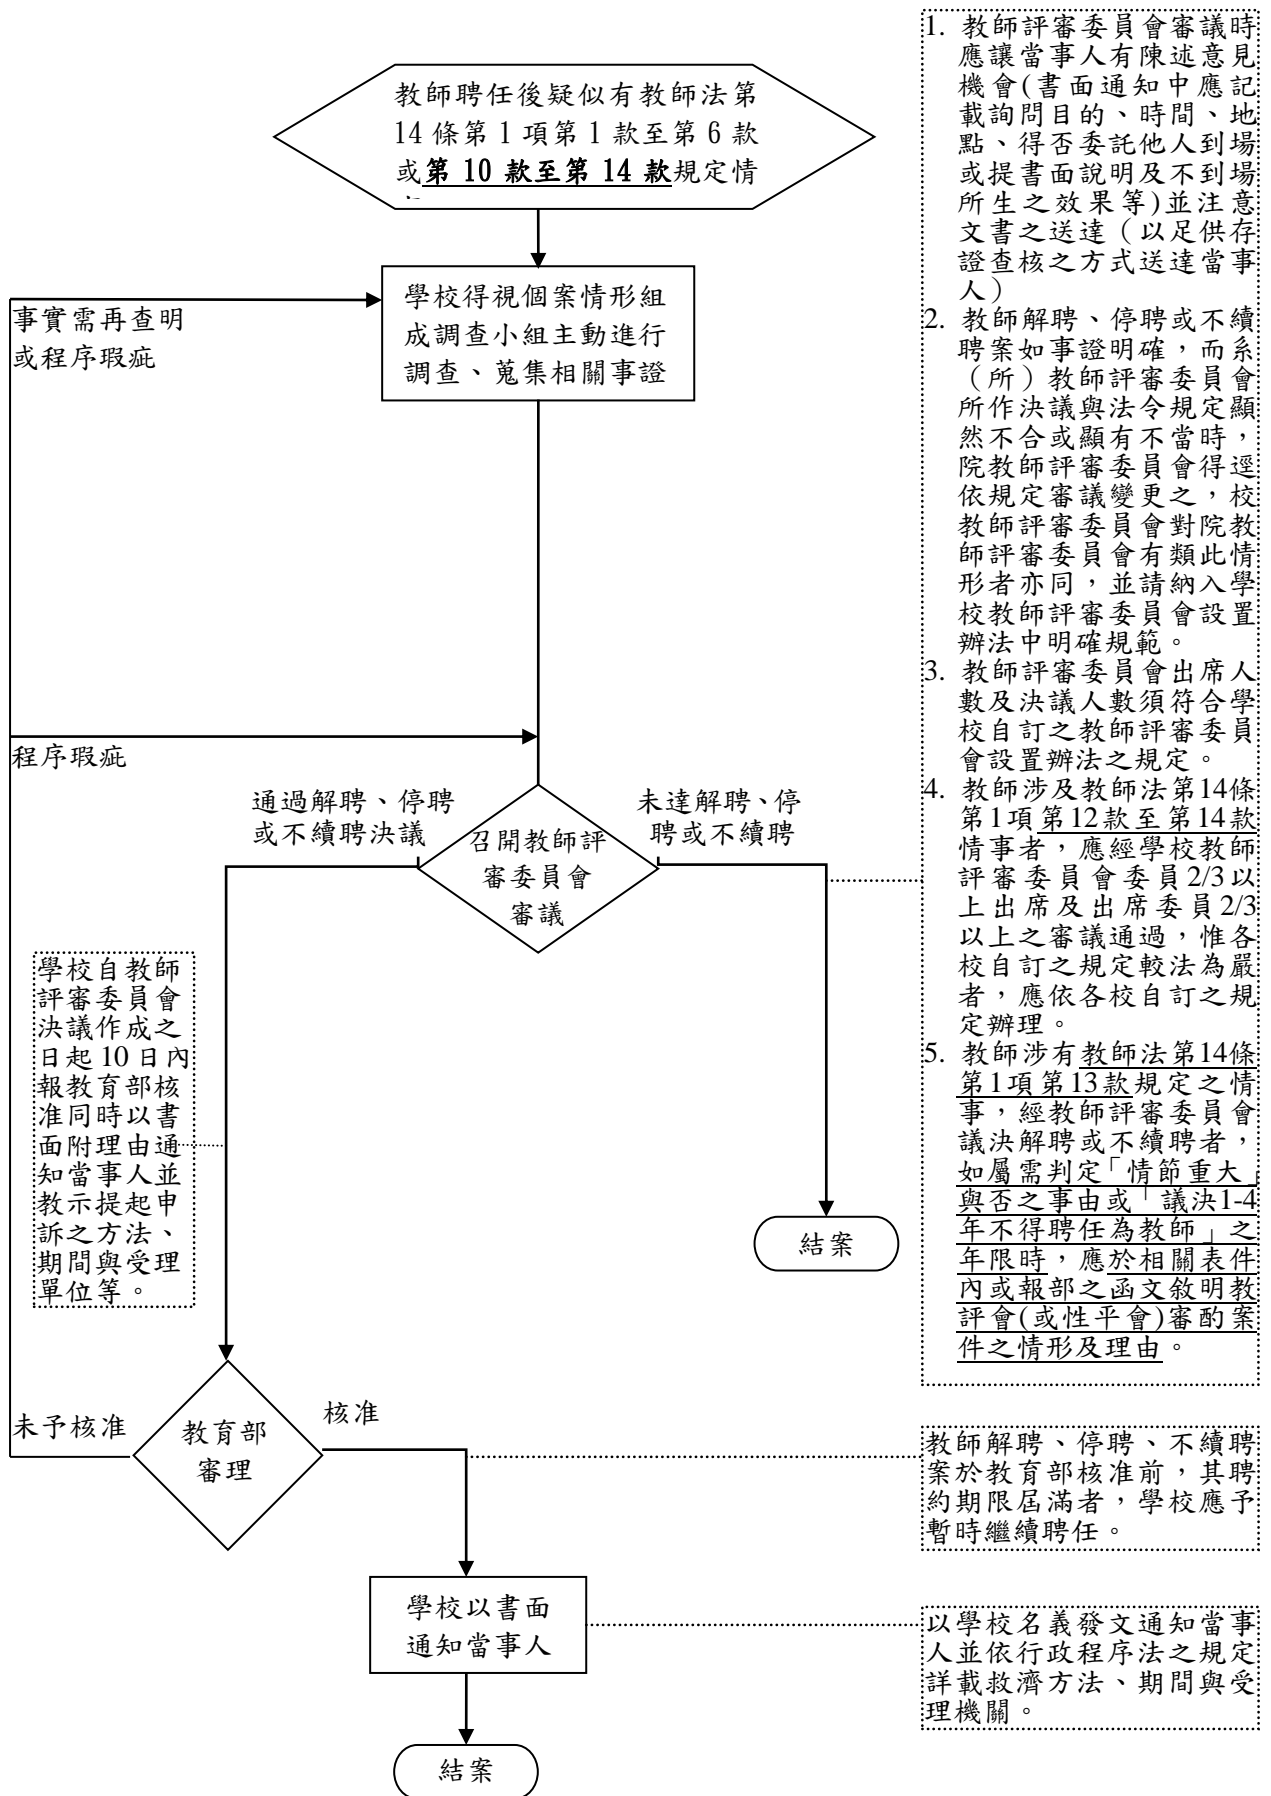 教師聘任後疑似有教師法第
14 條第 1 項第 1 款至第 6 款
或第 10 款至第 14 款規定情
學校得視個案情形組
成調查小組主動進行
調查、蒐集相關事證
事實需再查明
或程序瑕疵
程序瑕疵
通過解聘、停聘
或不續聘決議
召開教師評
審委員會
審議
未達解聘、停
聘或不續聘
學校自教師
評審委員會
決議作成之
日起 10 日內
報教育部核
准同時以書
面附理由通
知當事人並
教示提起申
訴之方法、
期間與受理
單位等。
結案
未予核准
教育部
審理
核准
學校以書面
通知當事人
結案
1. 教師評審委員會審議時
應讓當事人有陳述意見
機會(書面通知中應記
載詢問目的、時間、地
點、得否委託他人到場
或提書面說明及不到場
所生之效果等)並注意
文書之送達（以足供存
證查核之方式送達當事
人）
2. 教師解聘、停聘或不續
聘案如事證明確，而系
（所）教師評審委員會
所作決議與法令規定顯
然不合或顯有不當時，
院教師評審委員會得逕
依規定審議變更之，校
教師評審委員會對院教
師評審委員會有類此情
形者亦同，並請納入學
校教師評審委員會設置
辦法中明確規範。
3. 教師評審委員會出席人
數及決議人數須符合學
校自訂之教師評審委員
會設置辦法之規定。
4. 教師涉及教師法第14條
第1項第12款至第14款
情事者，應經學校教師
評審委員會委員2/3以
上出席及出席委員2/3
以上之審議通過，惟各
校自訂之規定較法為嚴
者，應依各校自訂之規
定辦理。
5. 教師涉有教師法第14條
第1項第13款規定之情
事，經教師評審委員會
議決解聘或不續聘者，
如屬需判定「情節重大」
與否之事由或「議決1-4
年不得聘任為教師」之
年限時，應於相關表件
內或報部之函文敘明教
評會(或性平會)審酌案
件之情形及理由。
教師解聘、停聘、不續聘
案於教育部核准前，其聘
約期限屆滿者，學校應予
暫時繼續聘任。
以學校名義發文通知當事
人並依行政程序法之規定
詳載救濟方法、期間與受
理機關。